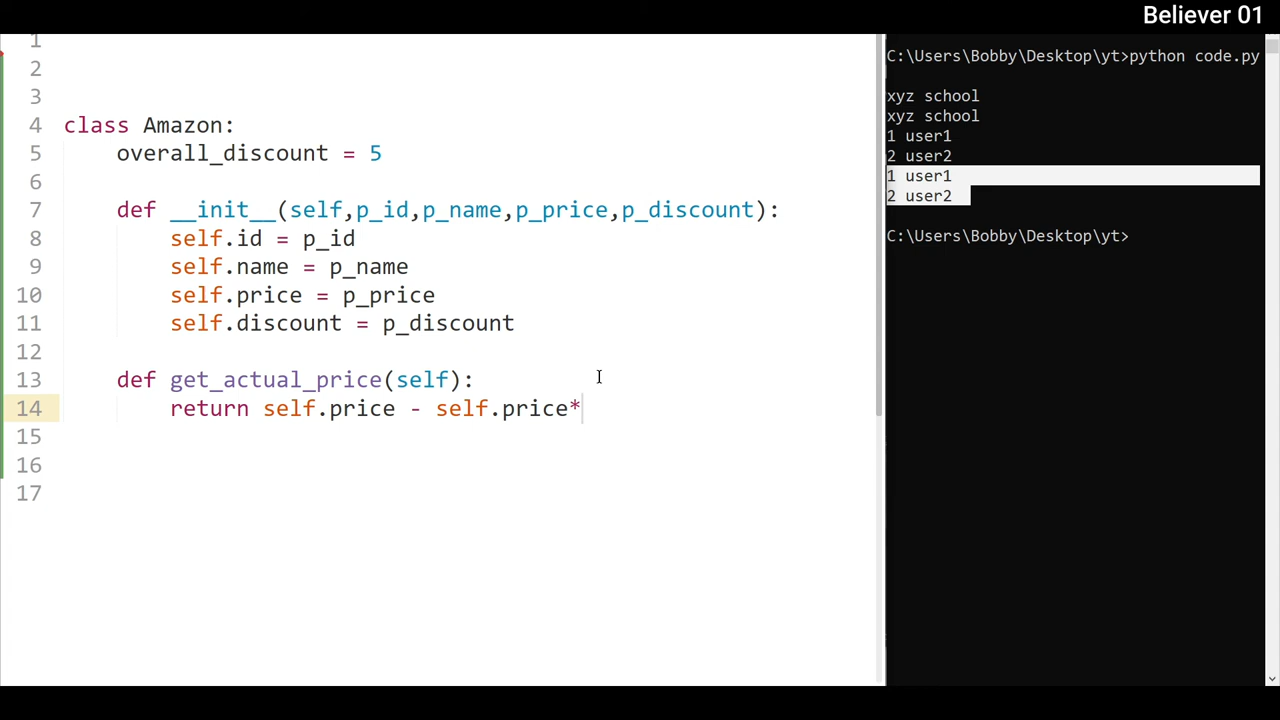 Believer 01
1
2
3
4 class Amazon:
5 overall_discount = 5
6
7 def __init__(self,p_id,p_name,p_price,p_discount):
8 self.id = p_id
9 self.name = p_name
10 self.price = p_price
11 self.discount = p_discount
12
13 def get_actual_price(self):
14 return self.price - self.price*
15
16
17
C:\Users\Bobby\Desktop\yt>python code.py
xyz school
xyz school
1 user1
2 user2
1 user1
2 user2
C:\Users\Bobby\Desktop\yt>